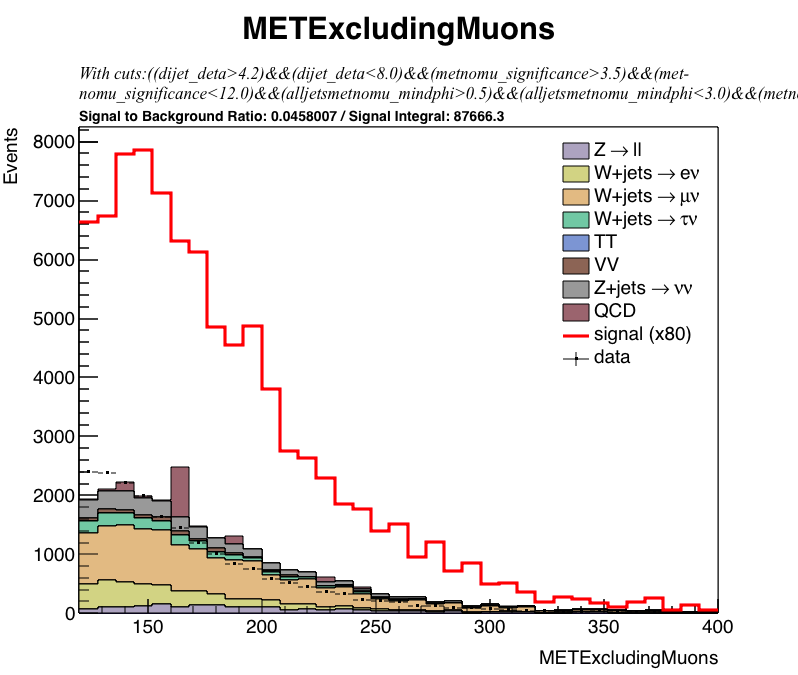 METExcludingMuons
With cuts:((dijet_deta>4.2)&&(dijet_deta<8.0)&&(metnomu_significance>3.5)&&(met-
nomu_significance<12.0)&&(alljetsmetnomu_mindphi>0.5)&&(alljetsmetnomu_mindphi<3.0)&&(metn
Signal to Background Ratio: 0.0458007 / Signal Integral: 87666.3
Events
8000
7000
6000
5000
4000
3000
2000
1000
0
Z → ll
W+jets → eν
W+jets → μν
W+jets → τν
TT
VV
Z+jets → νν
QCD
signal (x80)
data
150 200 250 300 350 400
METExcludingMuons